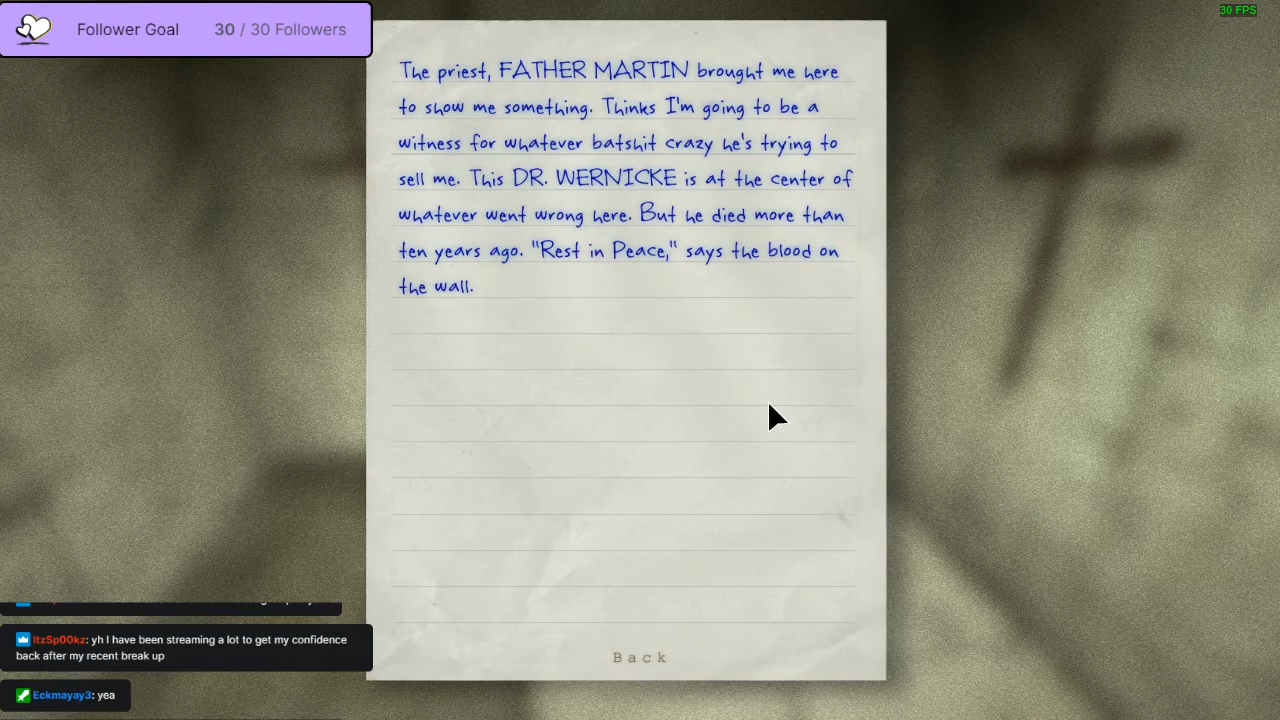 Follower Goal 30 / 30 Followers
30 FPS
The priest, FATHER MARTIN brought me here
to show me something. Thinks I'm going to be a
witness for whatever batshit crazy he's trying to
sell me. This DR. WERNICKE is at the center of
whatever went wrong here. But he died more than
ten years ago. "Rest in Peace," says the blood on
the wall.
Back
ItzSp00kz: yh I have been streaming a lot to get my confidence
back after my recent break up
Eckmayay3: yea